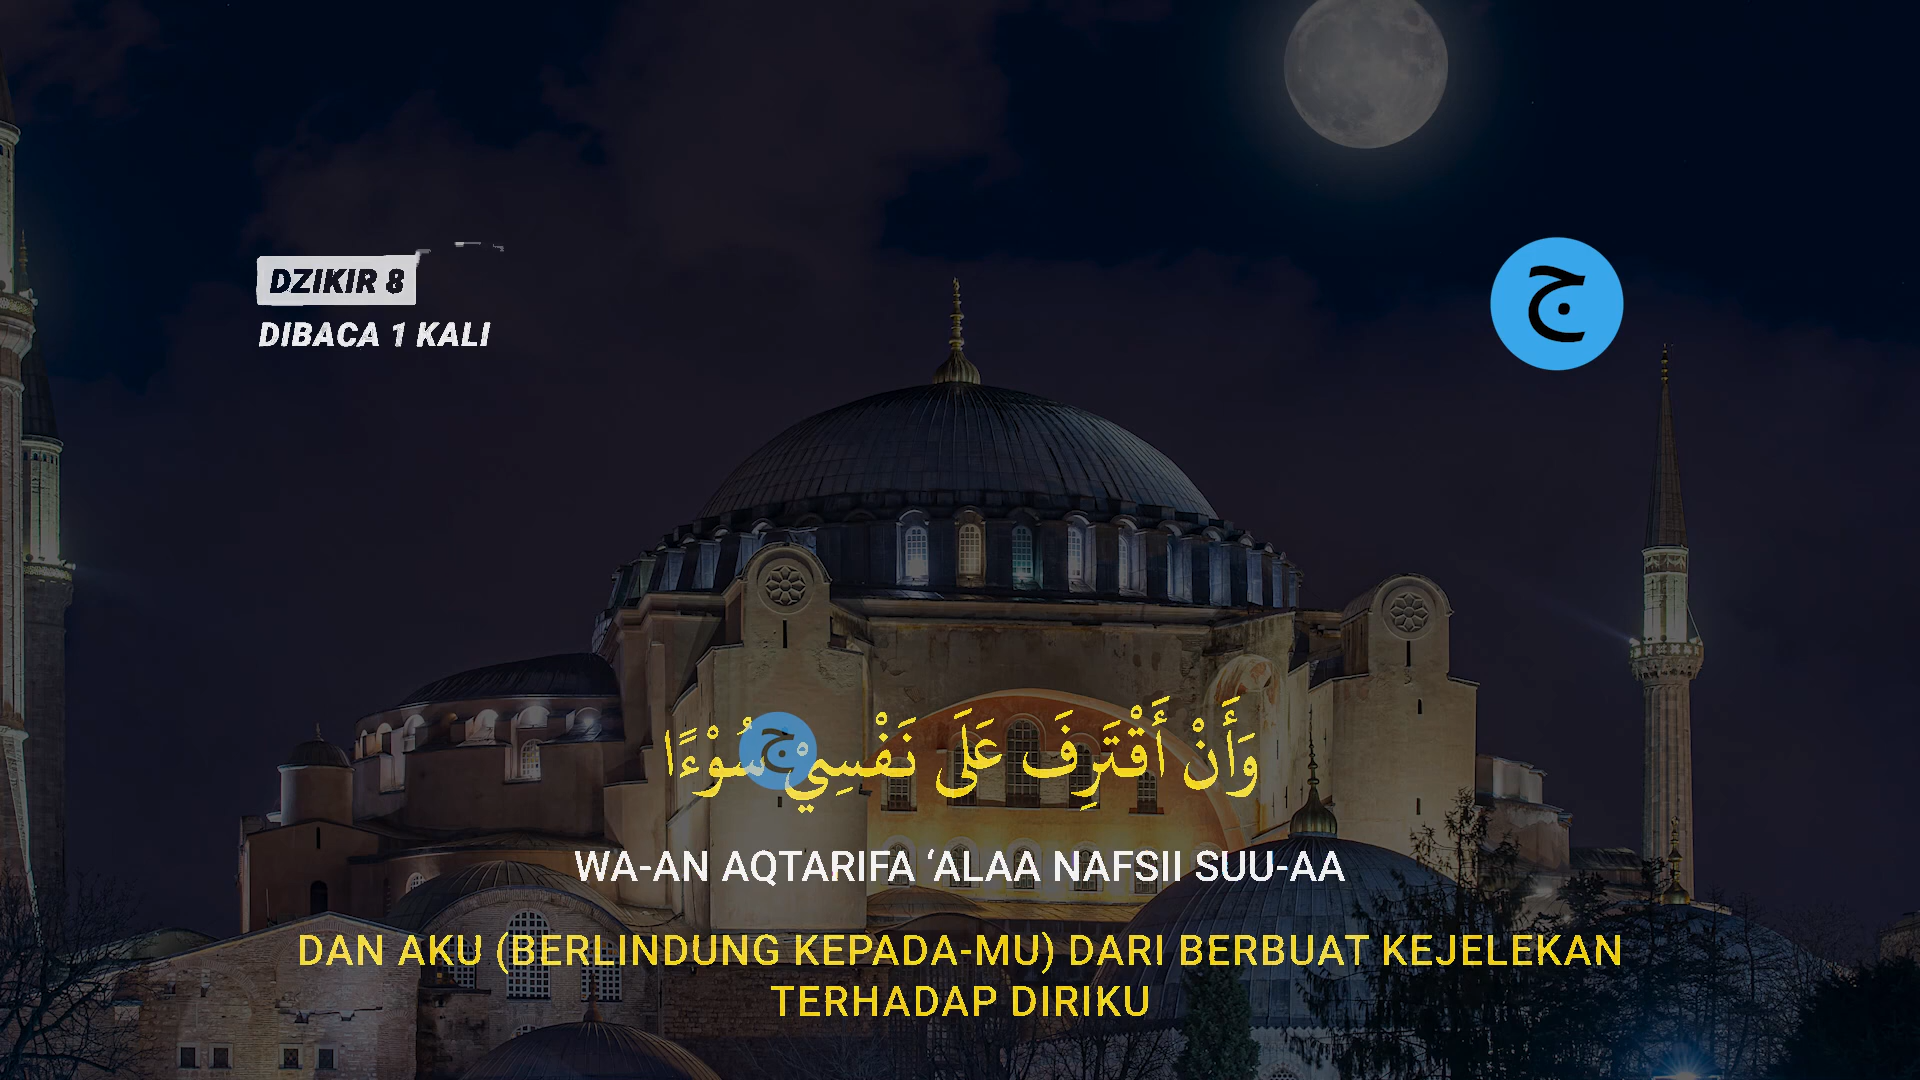 DZIKIR 8
DIBACA 1 KALI
ج
وَأَنْ أَقْتَرِفَ عَلَى نَفْسِيْ سُوْءًا
ج
WA-AN AQTARIFA ‘ALAA NAFSII SUU-AA
DAN AKU (BERLINDUNG KEPADA-MU) DARI BERBUAT KEJELEKAN
TERHADAP DIRIKU